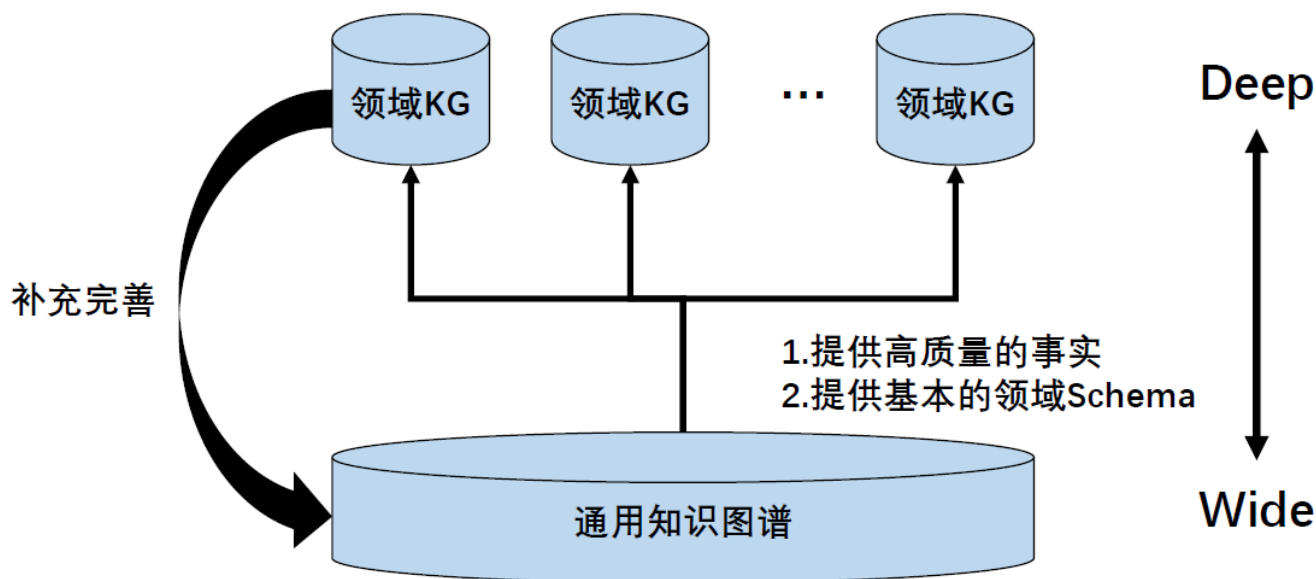 领域KG
领域KG
...
领域KG
Deep
补充完善
1.提供高质量的事实
2.提供基本的领域Schema
通用知识图谱
Wide